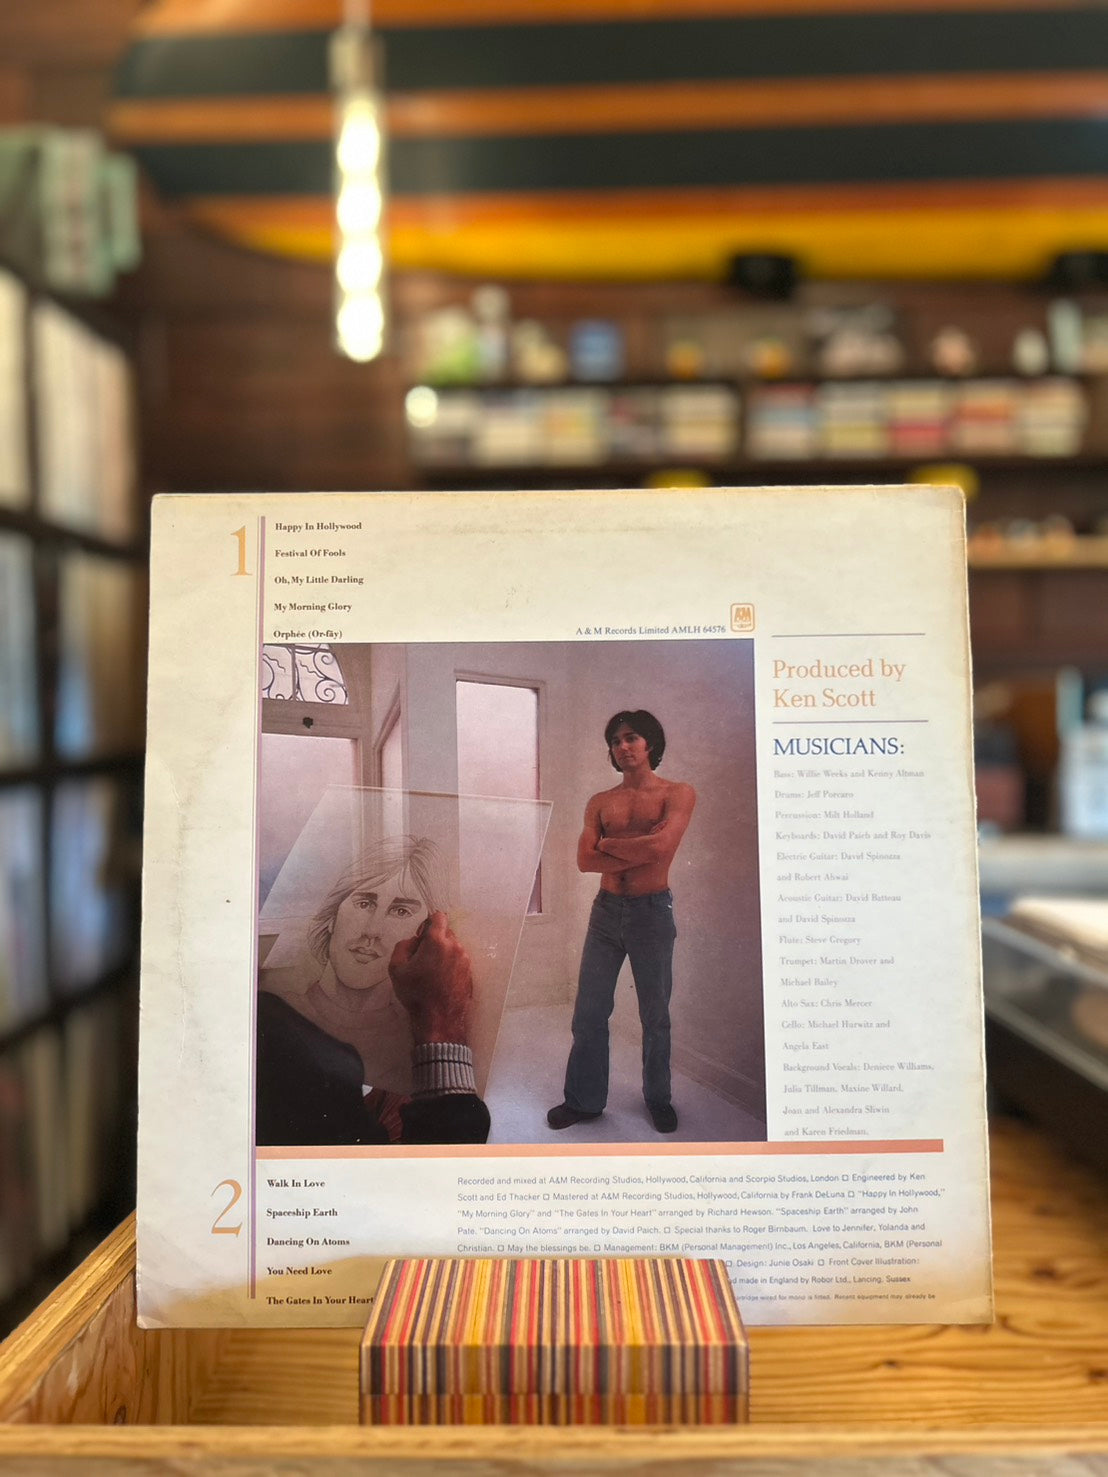 1
Happy In Hollywood
Festival Of Fools
Oh, My Little Darling
My Morning Glory
Orphée (Or-fāy)
A & M Records Limited AMLH 64576
A&M
Produced by
Ken Scott
MUSICIANS:
Bass: Willie Weeks and Kenny Altman
Drums: Jeff Porcaro
Percussion: Milt Holland
Keyboards: David Paich and Roy Davis
Electric Guitar: David Spinozza
and Robert Ahwai
Acoustic Guitar: David Batteau
and David Spinozza
Flute: Steve Gregory
Trumpet: Martin Drover and
Michael Bailey
Alto Sax: Chris Mercer
Cello: Michael Hurwitz and
Angela East
Background Vocals: Deniece Williams,
Julia Tillman, Maxine Willard,
Joan and Alexandra Sliwin
and Karen Friedman.
2
Walk In Love
Spaceship Earth
Dancing On Atoms
You Need Love
The Gates In Your Heart
Recorded and mixed at A&M Recording Studios, Hollywood, California and Scorpio Studios, London □ Engineered by Ken
Scott and Ed Thacker □ Mastered at A&M Recording Studios, Hollywood, California by Frank DeLuna □ "Happy In Hollywood,"
"My Morning Glory" and "The Gates In Your Heart" arranged by Richard Hewson. "Spaceship Earth" arranged by John
Pate. "Dancing On Atoms" arranged by David Paich. □ Special thanks to Roger Birnbaum. Love to Jennifer, Yolanda and
Christian. □ May the blessings be. □ Management: BKM (Personal Management) Inc., Los Angeles, California, BKM (Personal
□ Design: Junie Osaki □ Front Cover Illustration:
made in England by Robor Ltd., Lancing, Sussex
wired for mono is fitted. Recent equipment may already be